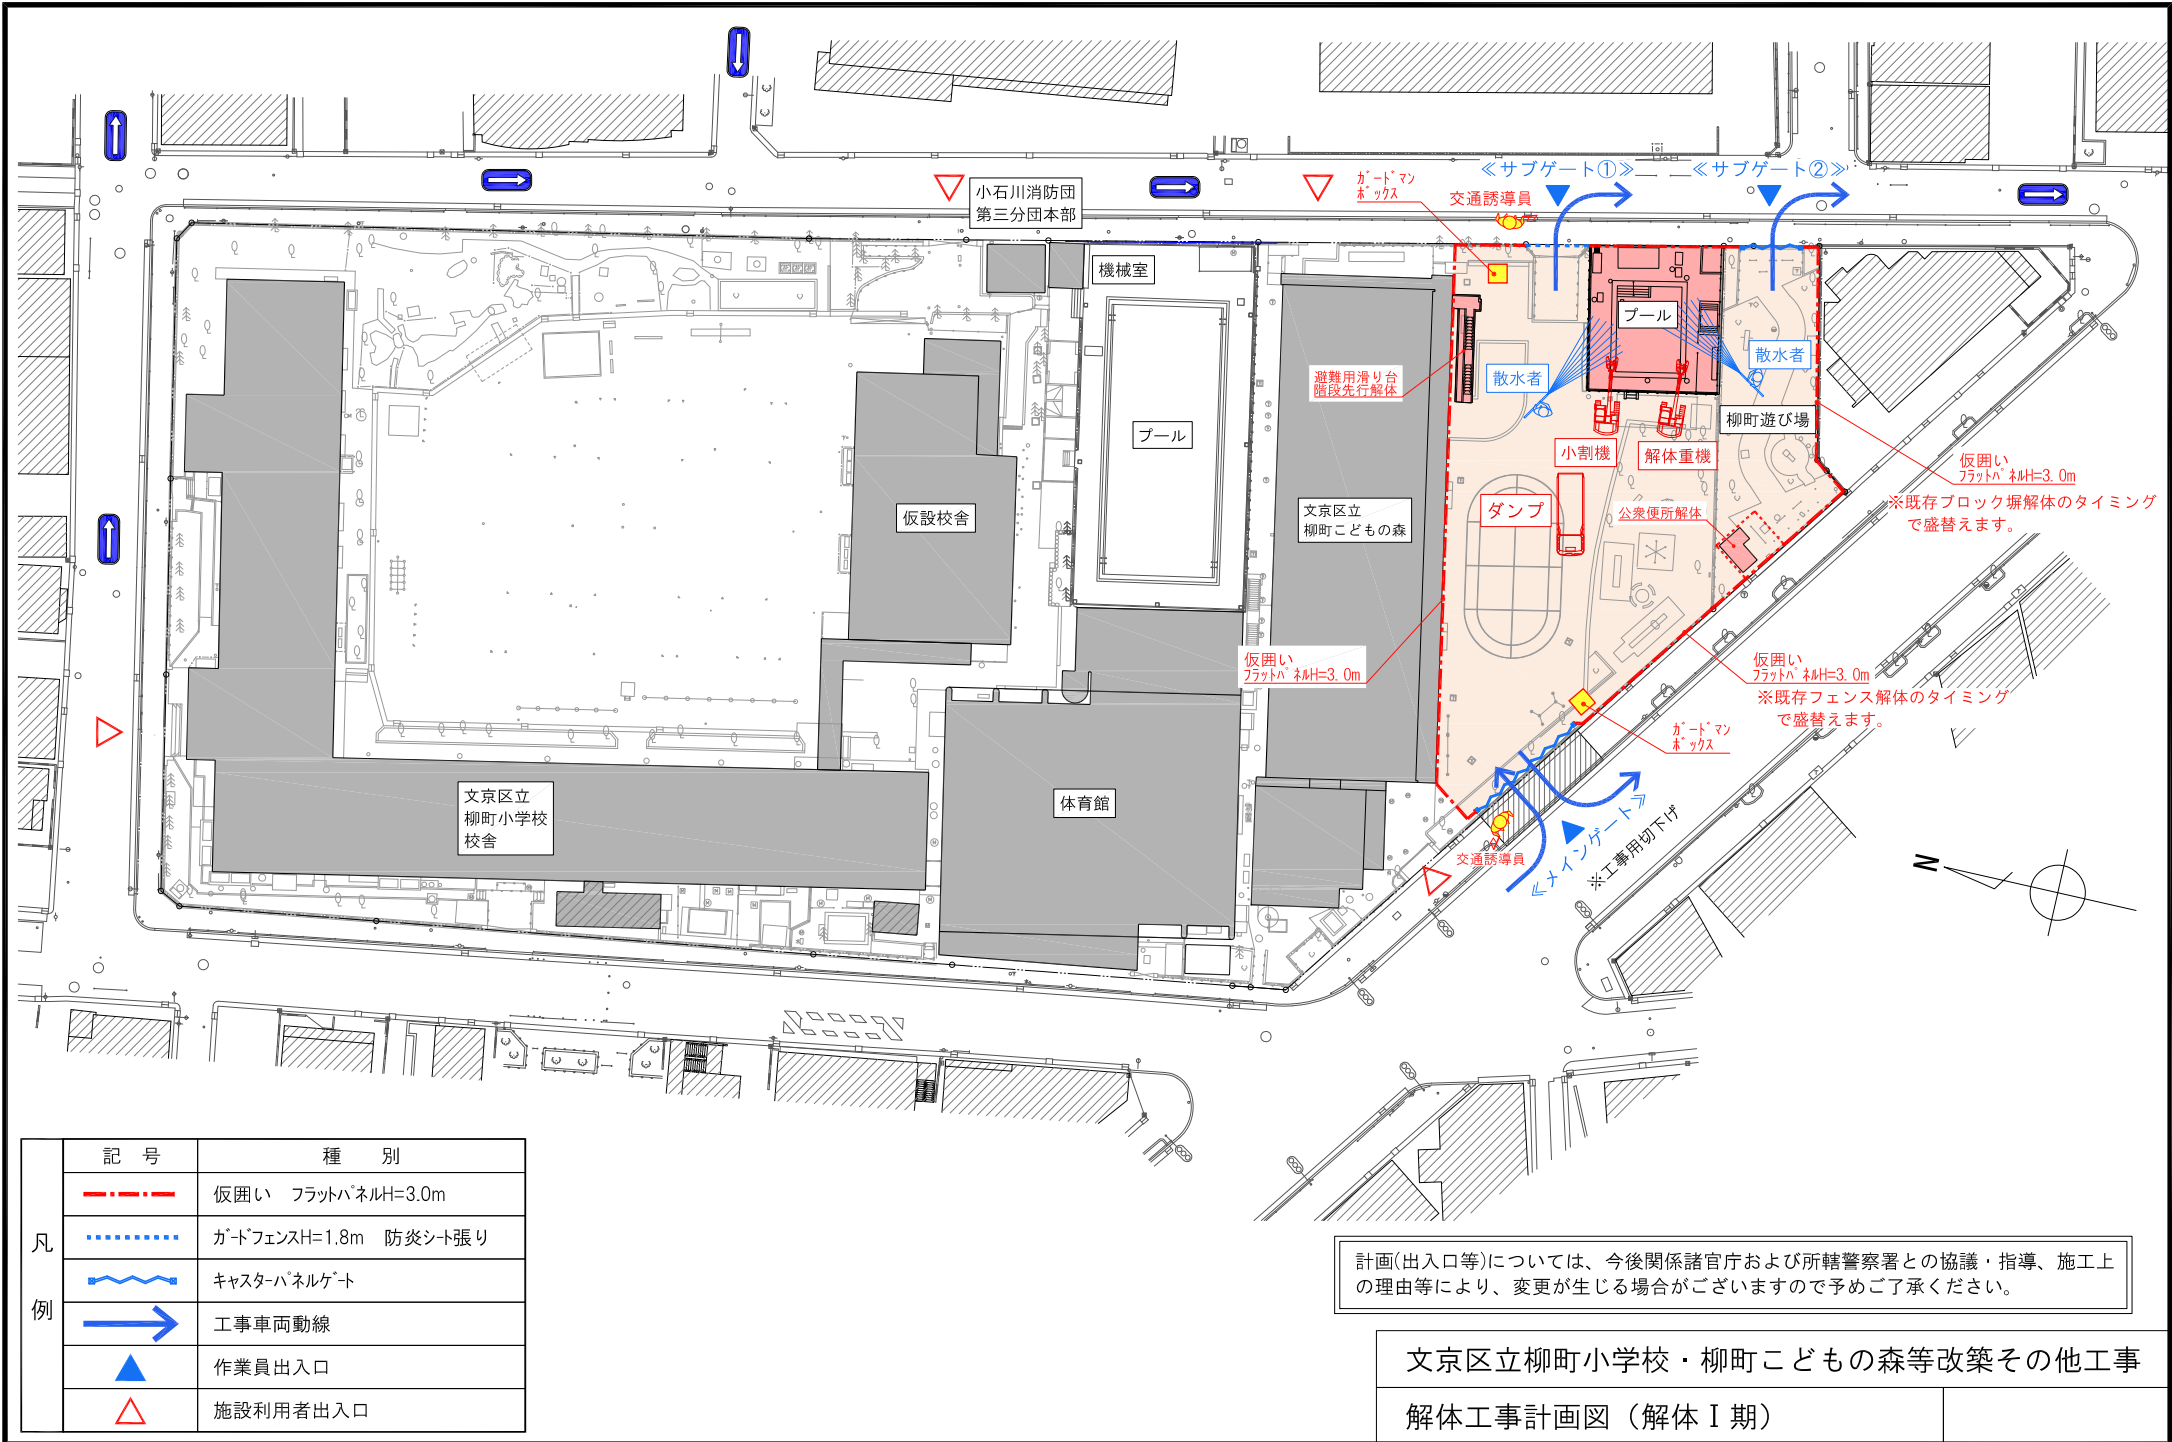 小石川消防団
第三分団本部
ガードマン
ボックス
交通誘導員
≪サブゲート①≫
≪サブゲート②≫
機械室
プール
プール
散水者
散水者
避難用滑り台
階段先行解体
柳町遊び場
小割機
解体重機
仮囲い
フラットパネルH=3.0m
※既存ブロック塀解体のタイミング
で盛替えます。
仮設校舎
文京区立
柳町こどもの森
ダンプ
公衆便所解体
仮囲い
フラットパネルH=3.0m
仮囲い
フラットパネルH=3.0m
※既存フェンス解体のタイミング
で盛替えます。
ガードマン
ボックス
文京区立
柳町小学校
校舎
体育館
≪メインゲート≫
※工事用切下げ
交通誘導員
N
凡例
記 号
種 別
仮囲い フラットパネルH=3.0m
ガードフェンスH=1.8m 防炎シート張り
キャスターパネルゲート
工事車両動線
作業員出入口
施設利用者出入口
計画(出入口等)については、今後関係諸官庁および所轄警察署との協議・指導、施工上
の理由等により、変更が生じる場合がございますので予めご了承ください。
文京区立柳町小学校・柳町こどもの森等改築その他工事
解体工事計画図（解体Ⅰ期）